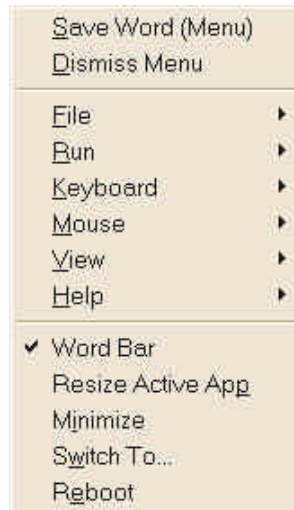 Save Word (Menu)
Dismiss Menu
File
Run
Keyboard
Mouse
View
Help
Word Bar
Resize Active App
Minimize
Switch To...
Reboot